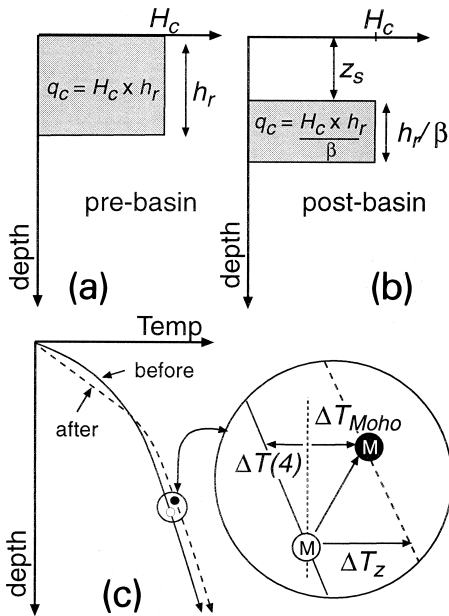 H_c
q_c = H_c x h_r
h_r
pre-basin
depth
(a)
H_c
z_s
q_c = H_c x h_r
β
h_r/β
post-basin
depth
(b)
Temp
before
after
depth
(c)
ΔT_Moho
M
ΔT(4)
M
ΔT_z